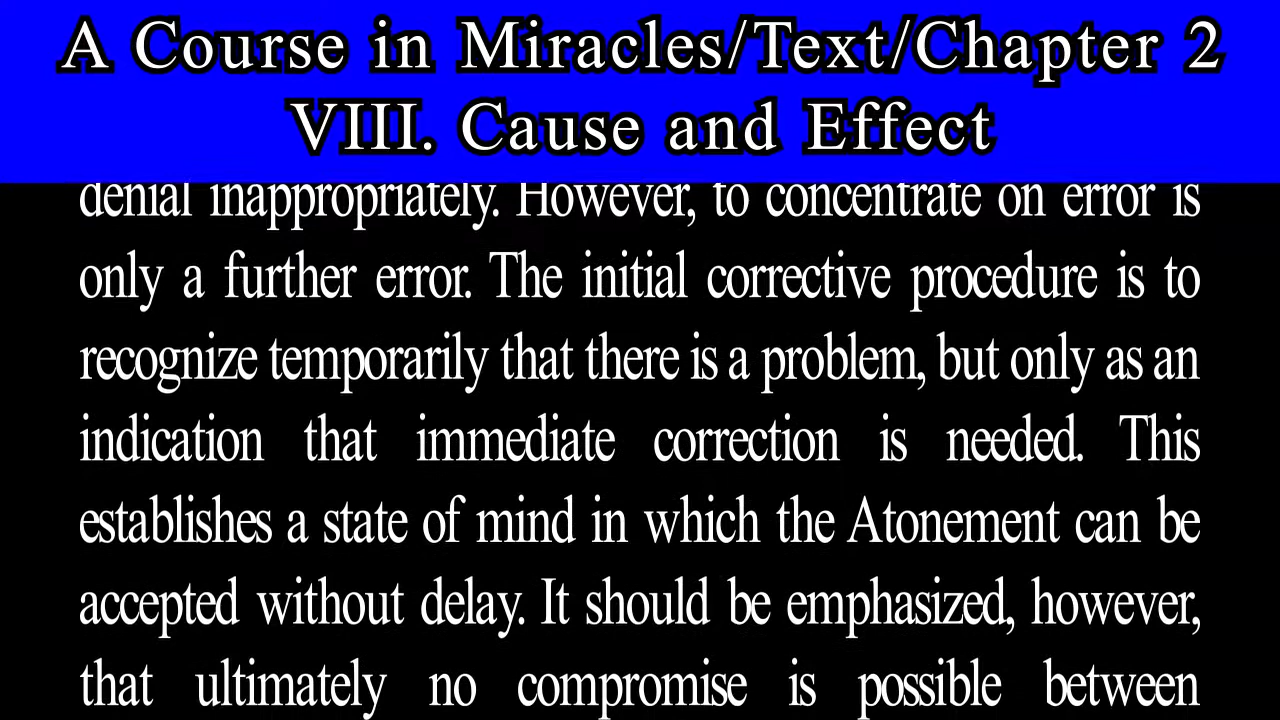 A Course in Miracles/Text/Chapter 2
VIII. Cause and Effect
denial inappropriately. However, to concentrate on error is
only a further error. The initial corrective procedure is to
recognize temporarily that there is a problem, but only as an
indication that immediate correction is needed. This
establishes a state of mind in which the Atonement can be
accepted without delay. It should be emphasized, however,
that ultimately no compromise is possible between